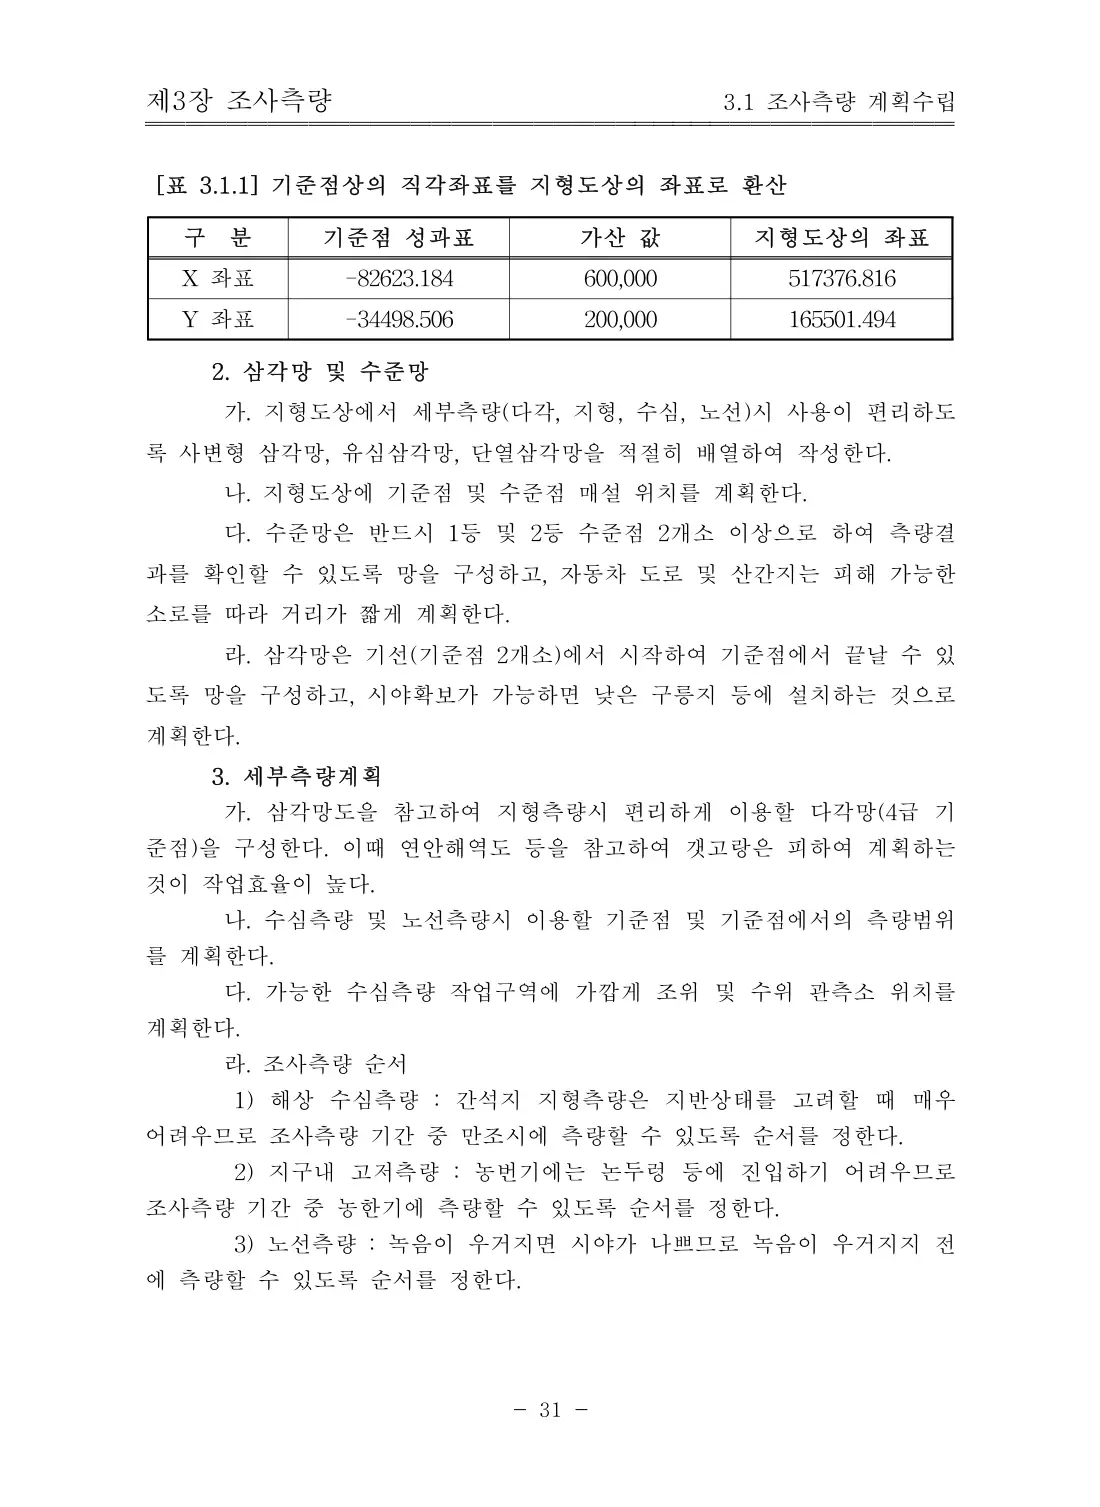 제3장 조사측량
3.1 조사측량 계획수립
[표 3.1.1] 기준점상의 직각좌표를 지형도상의 좌표로 환산
구 분 기준점 성과표 가산 값 지형도상의 좌표
X 좌표 -82623.184 600,000 517376.816
Y 좌표 -34498.506 200,000 165501.494
2. 삼각망 및 수준망
가. 지형도상에서 세부측량(다각, 지형, 수심, 노선)시 사용이 편리하도
록 사변형 삼각망, 유심삼각망, 단열삼각망을 적절히 배열하여 작성한다.
나. 지형도상에 기준점 및 수준점 매설 위치를 계획한다.
다. 수준망은 반드시 1등 및 2등 수준점 2개소 이상으로 하여 측량결
과를 확인할 수 있도록 망을 구성하고, 자동차 도로 및 산간지는 피해 가능한
소로를 따라 거리가 짧게 계획한다.
라. 삼각망은 기선(기준점 2개소)에서 시작하여 기준점에서 끝날 수 있
도록 망을 구성하고, 시야확보가 가능하면 낮은 구릉지 등에 설치하는 것으로
계획한다.
3. 세부측량계획
가. 삼각망도을 참고하여 지형측량시 편리하게 이용할 다각망(4급 기
준점)을 구성한다. 이때 연안해역도 등을 참고하여 갯고랑은 피하여 계획하는
것이 작업효율이 높다.
나. 수심측량 및 노선측량시 이용할 기준점 및 기준점에서의 측량범위
를 계획한다.
다. 가능한 수심측량 작업구역에 가깝게 조위 및 수위 관측소 위치를
계획한다.
라. 조사측량 순서
1) 해상 수심측량 : 간석지 지형측량은 지반상태를 고려할 때 매우
어려우므로 조사측량 기간 중 만조시에 측량할 수 있도록 순서를 정한다.
2) 지구내 고저측량 : 농번기에는 논두렁 등에 진입하기 어려우므로
조사측량 기간 중 농한기에 측량할 수 있도록 순서를 정한다.
3) 노선측량 : 녹음이 우거지면 시야가 나쁘므로 녹음이 우거지지 전
에 측량할 수 있도록 순서를 정한다.
- 31 -